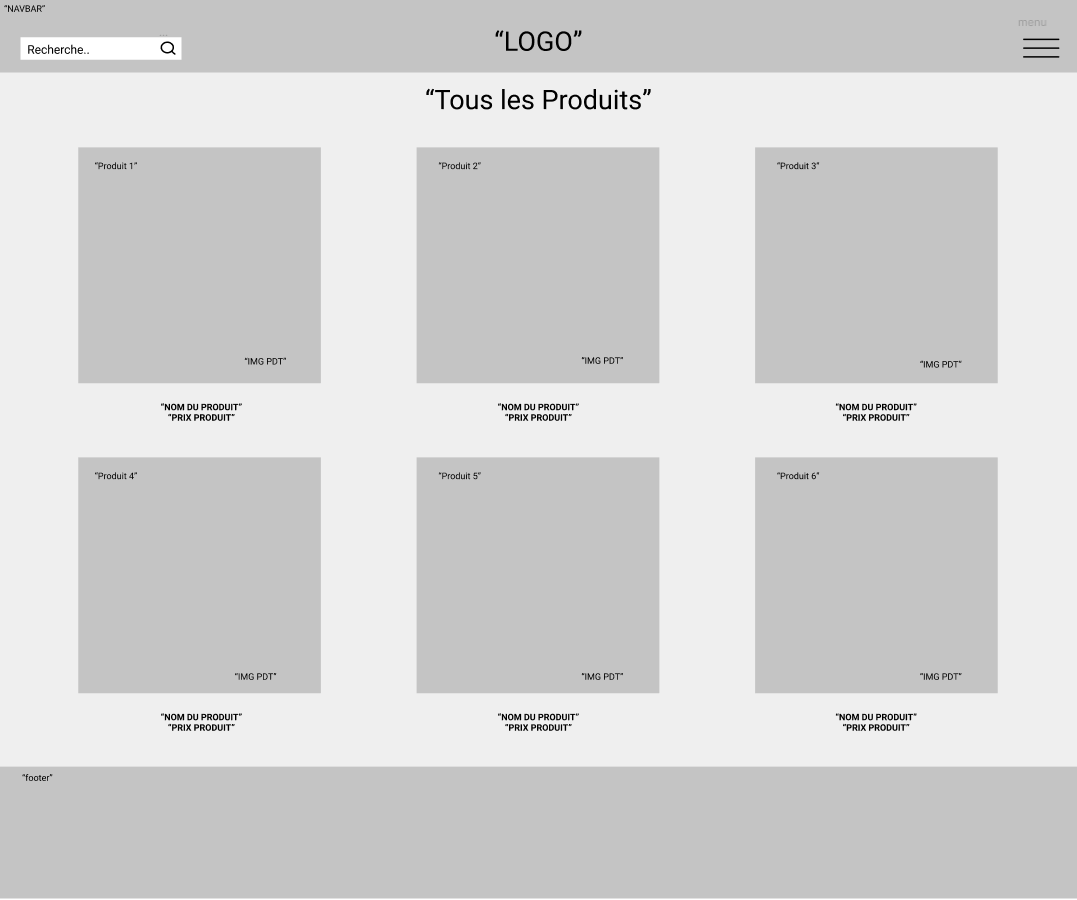 “NAVBAR”
menu
“LOGO”
Recherche..
“Tous les Produits”
“Produit 1”
“Produit 2”
“Produit 3”
“IMG PDT”
“IMG PDT”
“IMG PDT”
“NOM DU PRODUIT”
“PRIX PRODUIT”
“NOM DU PRODUIT”
“PRIX PRODUIT”
“NOM DU PRODUIT”
“PRIX PRODUIT”
“Produit 4”
“Produit 5”
“Produit 6”
“IMG PDT”
“IMG PDT”
“IMG PDT”
“NOM DU PRODUIT”
“PRIX PRODUIT”
“NOM DU PRODUIT”
“PRIX PRODUIT”
“NOM DU PRODUIT”
“PRIX PRODUIT”
“footer”